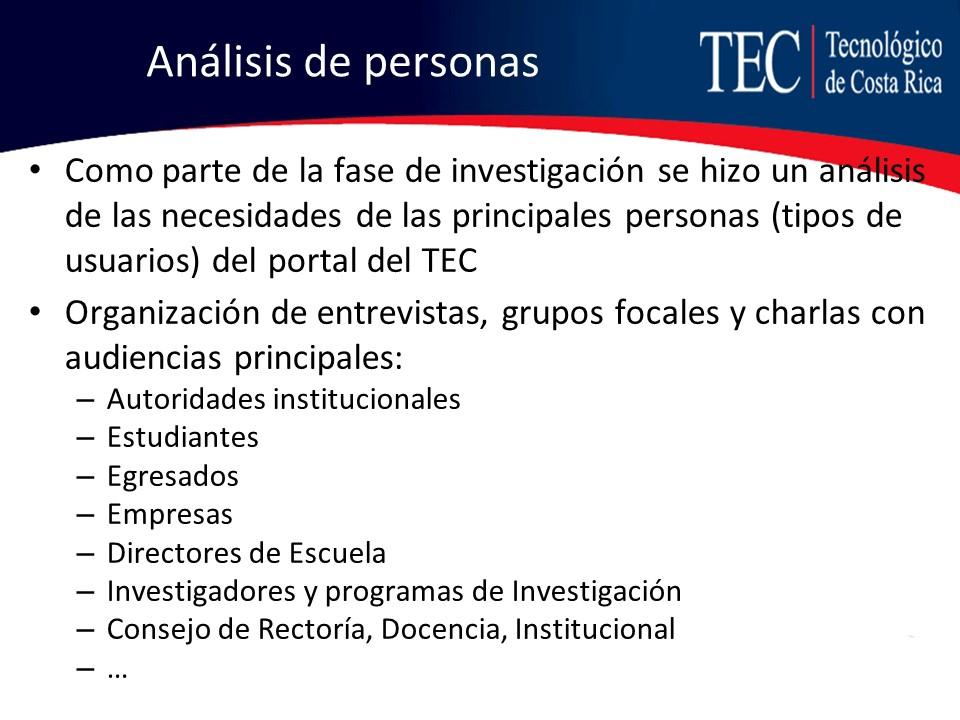 Análisis de personas
TEC
Tecnológico
de Costa Rica
• Como parte de la fase de investigación se hizo un análisis
de las necesidades de las principales personas (tipos de
usuarios) del portal del TEC
• Organización de entrevistas, grupos focales y charlas con
audiencias principales:
– Autoridades institucionales
– Estudiantes
– Egresados
– Empresas
– Directores de Escuela
– Investigadores y programas de Investigación
– Consejo de Rectoría, Docencia, Institucional
– …